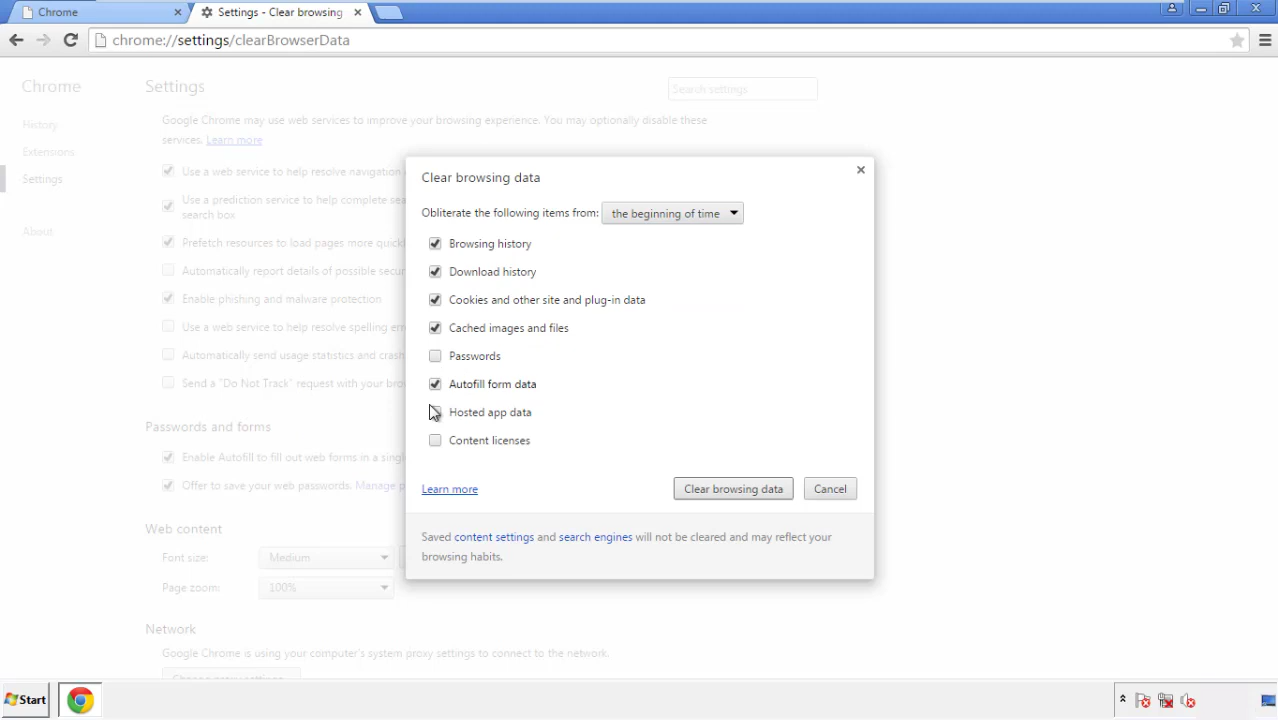 Chrome
Settings - Clear browsing
chrome://settings/clearBrowserData
Chrome
History
Extensions
Settings
About
Settings
Search settings
Google Chrome may use web services to improve your browsing experience. You may optionally disable these
services. Learn more
Use a web service to help resolve navigation
Use a prediction service to help complete
search box
Prefetch resources to load pages more
Automatically report details of possible
Enable phishing and malware protection
Use a web service to help resolve spelling
Automatically send usage statistics and
Send a "Do Not Track" request with your
Passwords and forms
Enable Autofill to fill out web forms in a
Offer to save your web passwords. Manage
Web content
Font size: Medium
Page zoom: 100%
Network
Google Chrome is using your computer's system proxy settings to connect to the network.
Clear browsing data
Obliterate the following items from: the beginning of time
Browsing history
Download history
Cookies and other site and plug-in data
Cached images and files
Passwords
Autofill form data
Hosted app data
Content licenses
Learn more
Clear browsing data
Cancel
Saved content settings and search engines will not be cleared and may reflect your
browsing habits.
Start